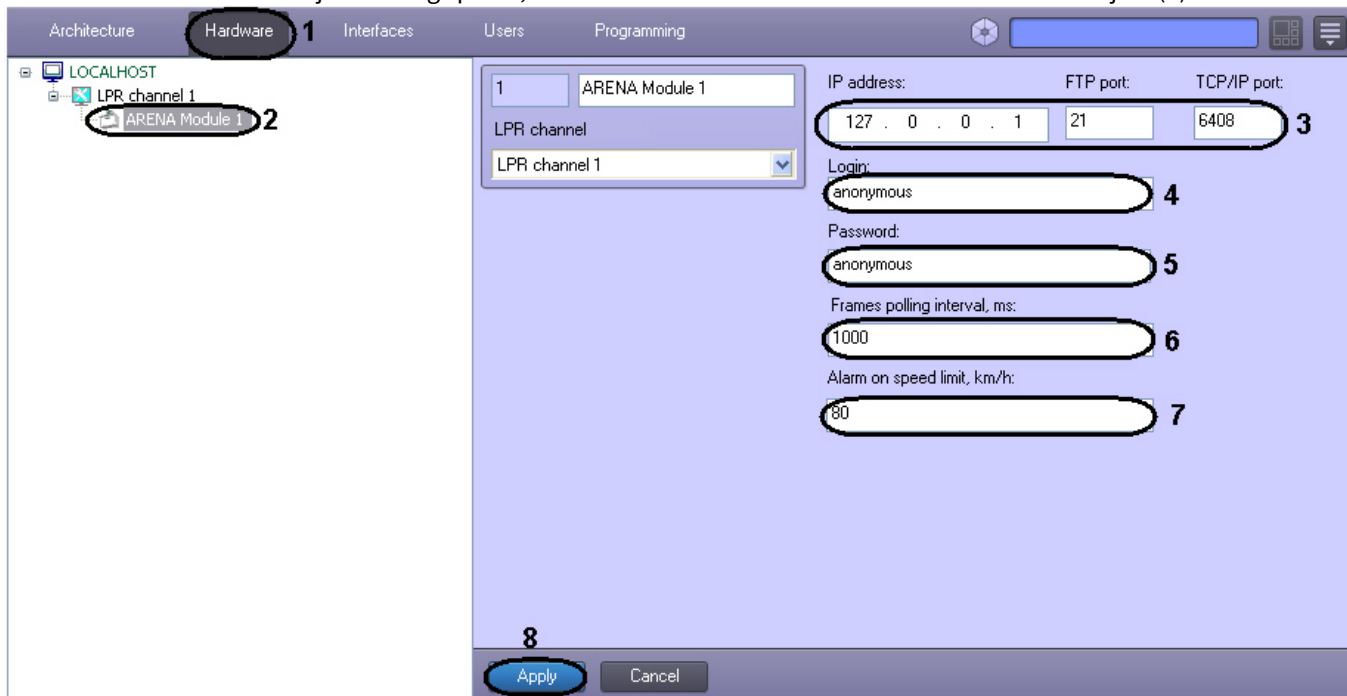 Architecture Hardware 1 Interfaces Users Programming
LOCALHOST
LPR channel 1
ARENA Module 1 2
1 ARENA Module 1
LPR channel
LPR channel 1
IP address: FTP port: TCP/IP port:
127 . 0 . 0 . 1 21 6408 3
Login:
anonymous 4
Password:
anonymous 5
Frames polling interval, ms:
1000 6
Alarm on speed limit, km/h:
80 7
8
Apply Cancel